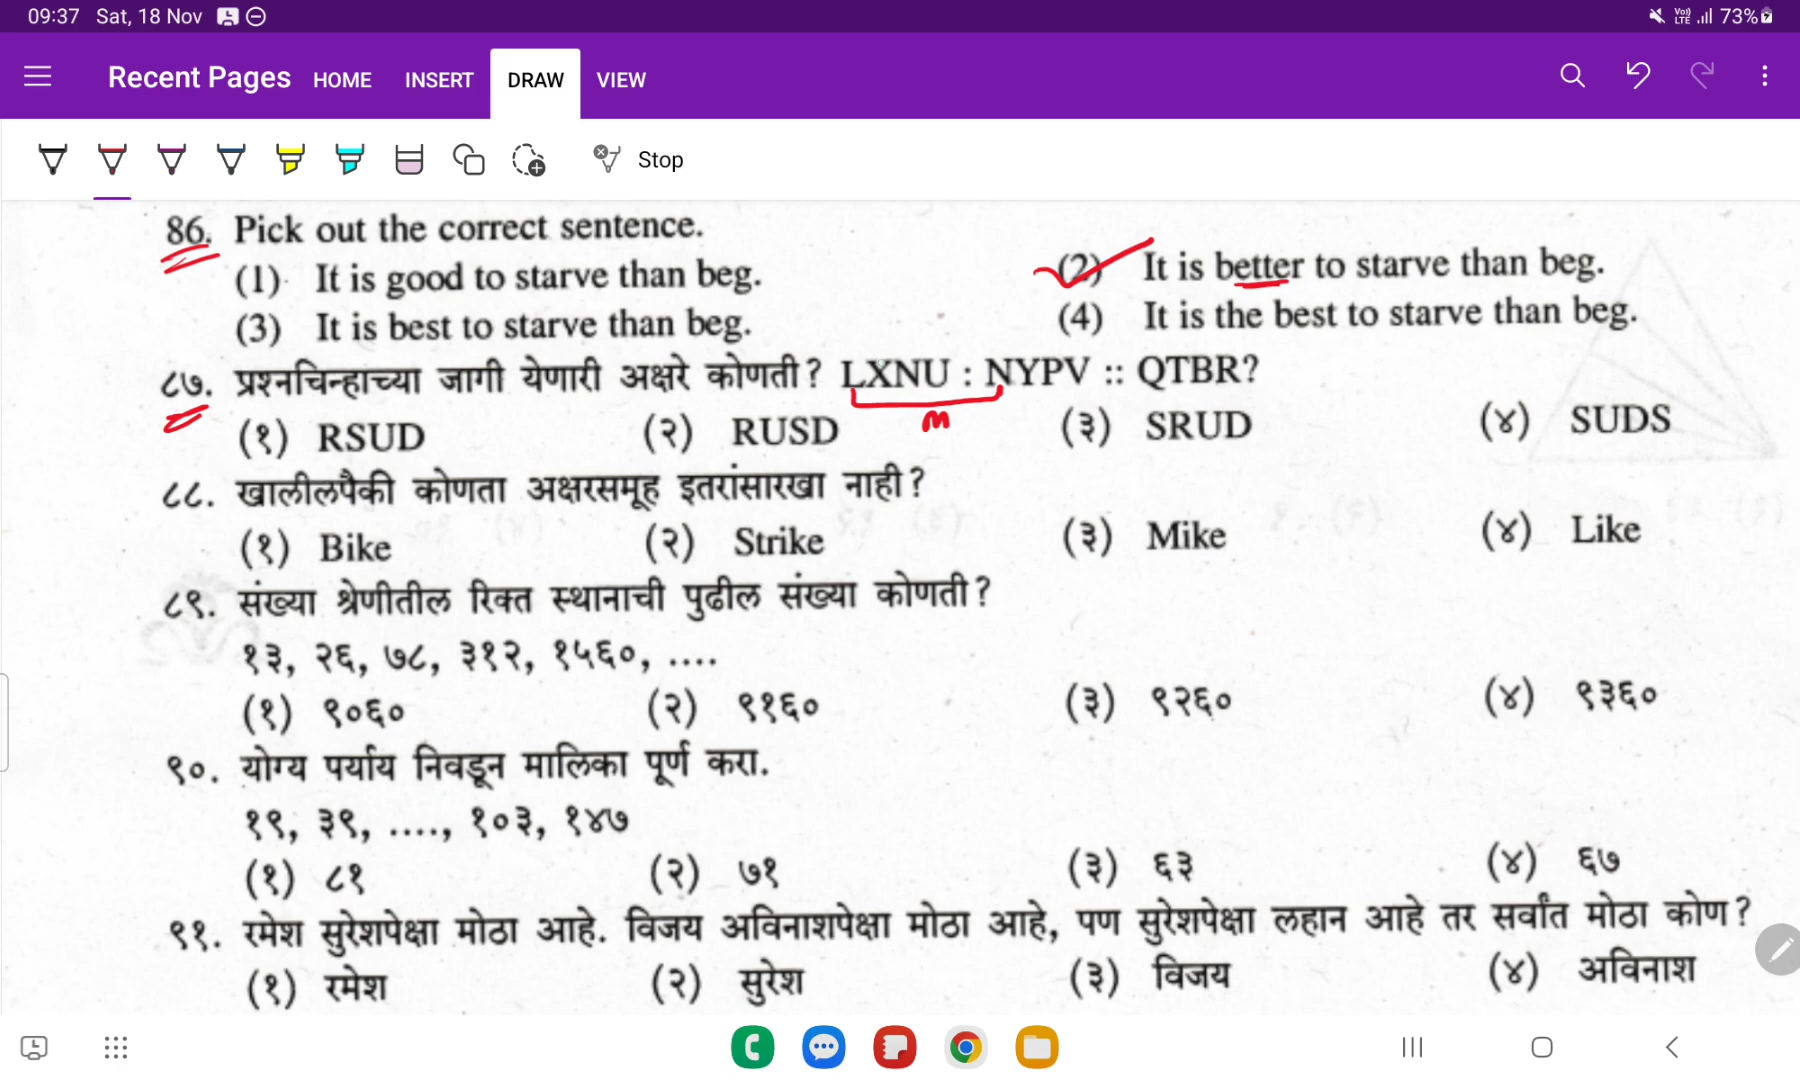 09:37 Sat, 18 Nov
Vo)) LTE 73%
Recent Pages HOME INSERT DRAW VIEW
Stop
86. Pick out the correct sentence.
(1) It is good to starve than beg. (2) It is better to starve than beg.
(3) It is best to starve than beg. (4) It is the best to starve than beg.
८७. प्रश्नचिन्हाच्या जागी येणारी अक्षरे कोणती? LXNU : NYPV :: QTBR?
M
(१) RSUD (२) RUSD (३) SRUD (४) SUDS
८८. खालीलपैकी कोणता अक्षरसमूह इतरांसारखा नाही?
(१) Bike (२) Strike (३) Mike (४) Like
८९. संख्या श्रेणीतील रिक्त स्थानाची पुढील संख्या कोणती?
१३, २६, ७८, ३१२, १५६०, ....
(१) ९०६० (२) ९१६० (३) ९२६० (४) ९३६०
९०. योग्य पर्याय निवडून मालिका पूर्ण करा.
१९, ३९, ...., १०३, १४७
(१) ८१ (२) ७१ (३) ६३ (४) ६७
९१. रमेश सुरेशपेक्षा मोठा आहे. विजय अविनाशपेक्षा मोठा आहे, पण सुरेशपेक्षा लहान आहे तर सर्वांत मोठा कोण?
(१) रमेश (२) सुरेश (३) विजय (४) अविनाश